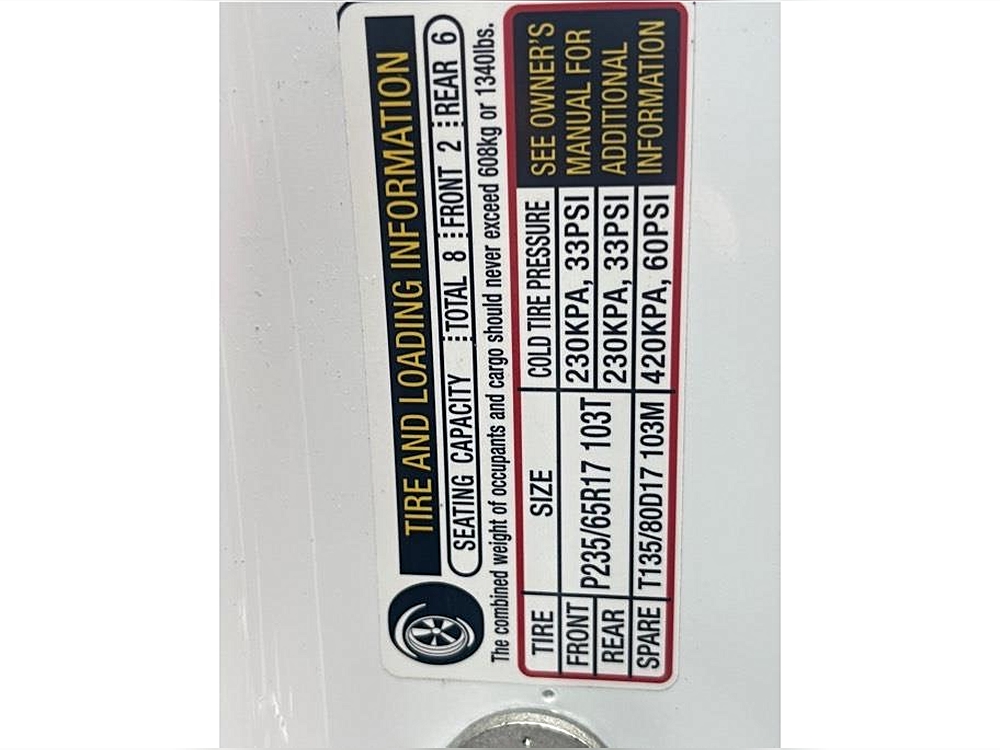 TIRE AND LOADING INFORMATION
SEATING CAPACITY TOTAL 8 FRONT 2 REAR 6
The combined weight of occupants and cargo should never exceed 608kg or 1340lbs.
TIRE SIZE COLD TIRE PRESSURE
FRONT P235/65R17 103T 230KPA, 33PSI
REAR 230KPA, 33PSI
SPARE T135/80D17 103M 420KPA, 60PSI
SEE OWNER'S
MANUAL FOR
ADDITIONAL
INFORMATION